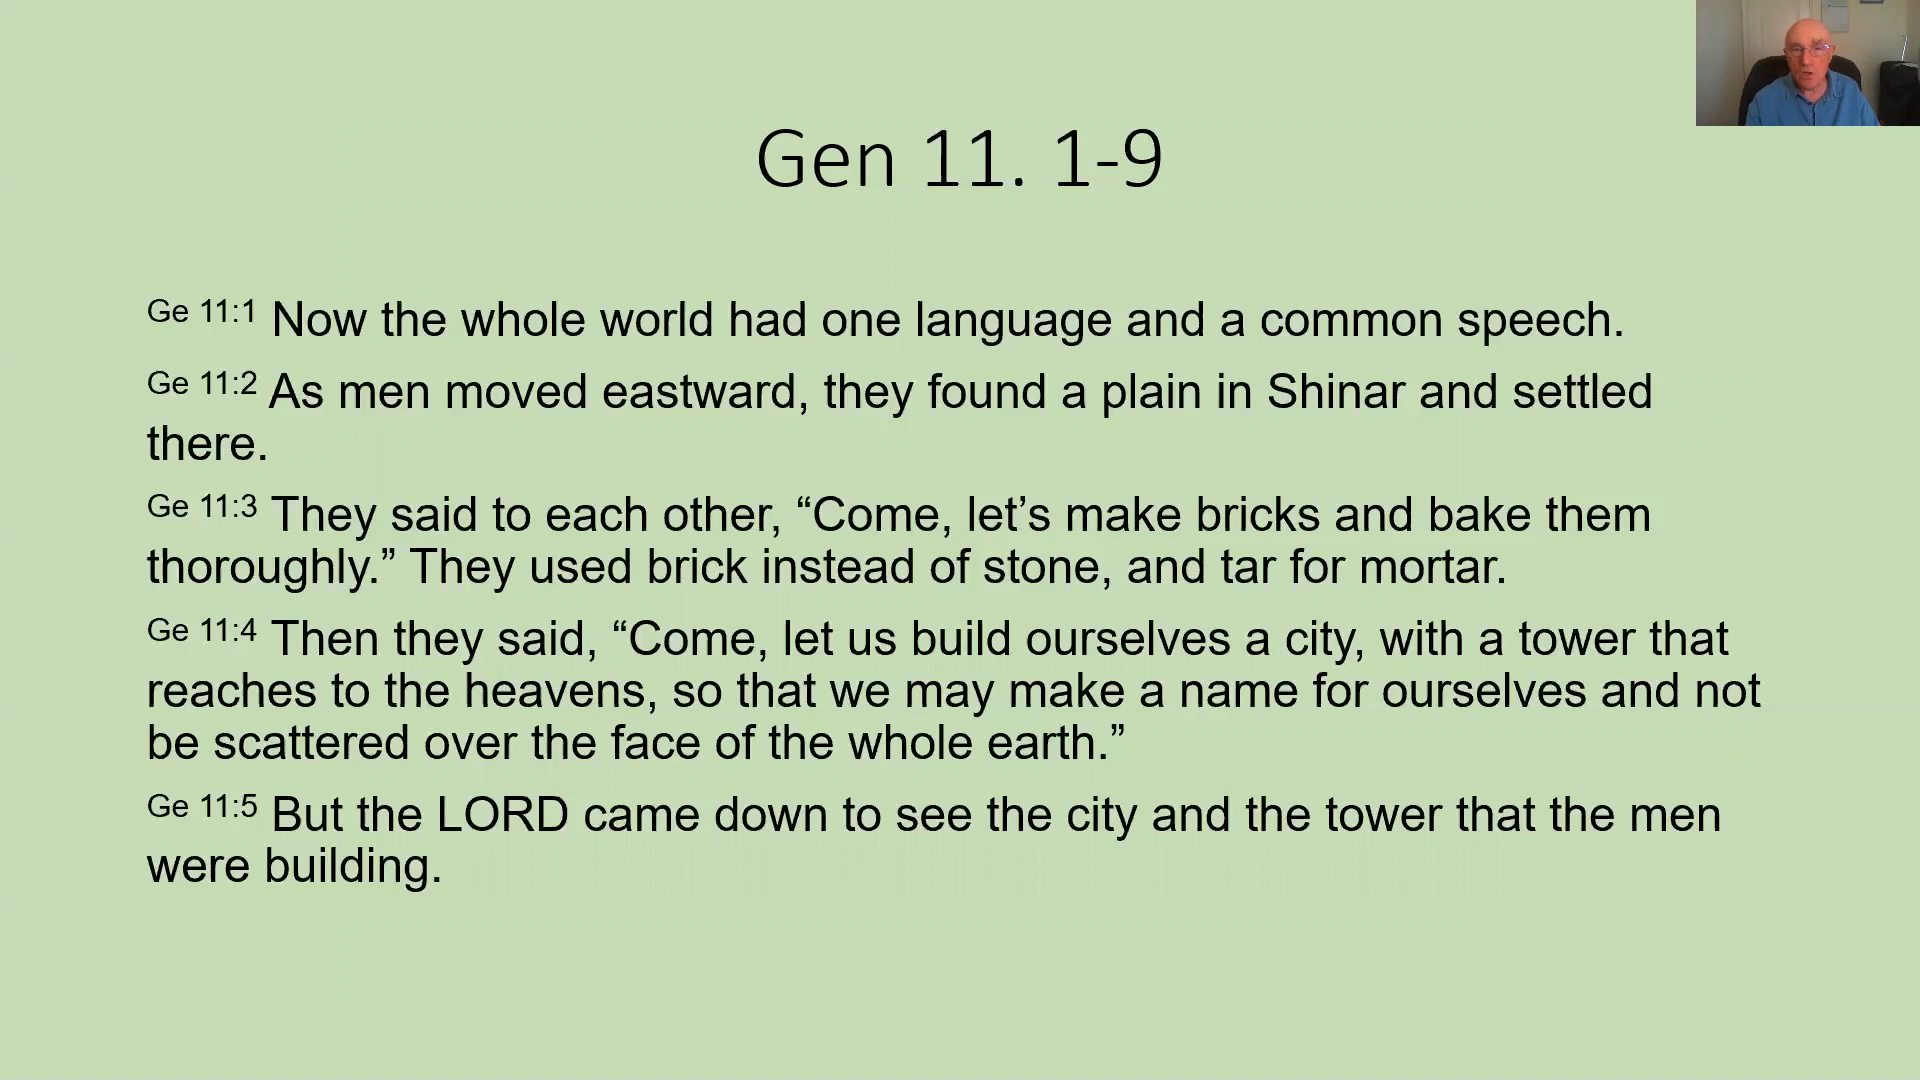 Gen 11. 1-9
Ge 11:1 Now the whole world had one language and a common speech.
Ge 11:2 As men moved eastward, they found a plain in Shinar and settled
there.
Ge 11:3 They said to each other, “Come, let’s make bricks and bake them
thoroughly.” They used brick instead of stone, and tar for mortar.
Ge 11:4 Then they said, “Come, let us build ourselves a city, with a tower that
reaches to the heavens, so that we may make a name for ourselves and not
be scattered over the face of the whole earth.”
Ge 11:5 But the LORD came down to see the city and the tower that the men
were building.